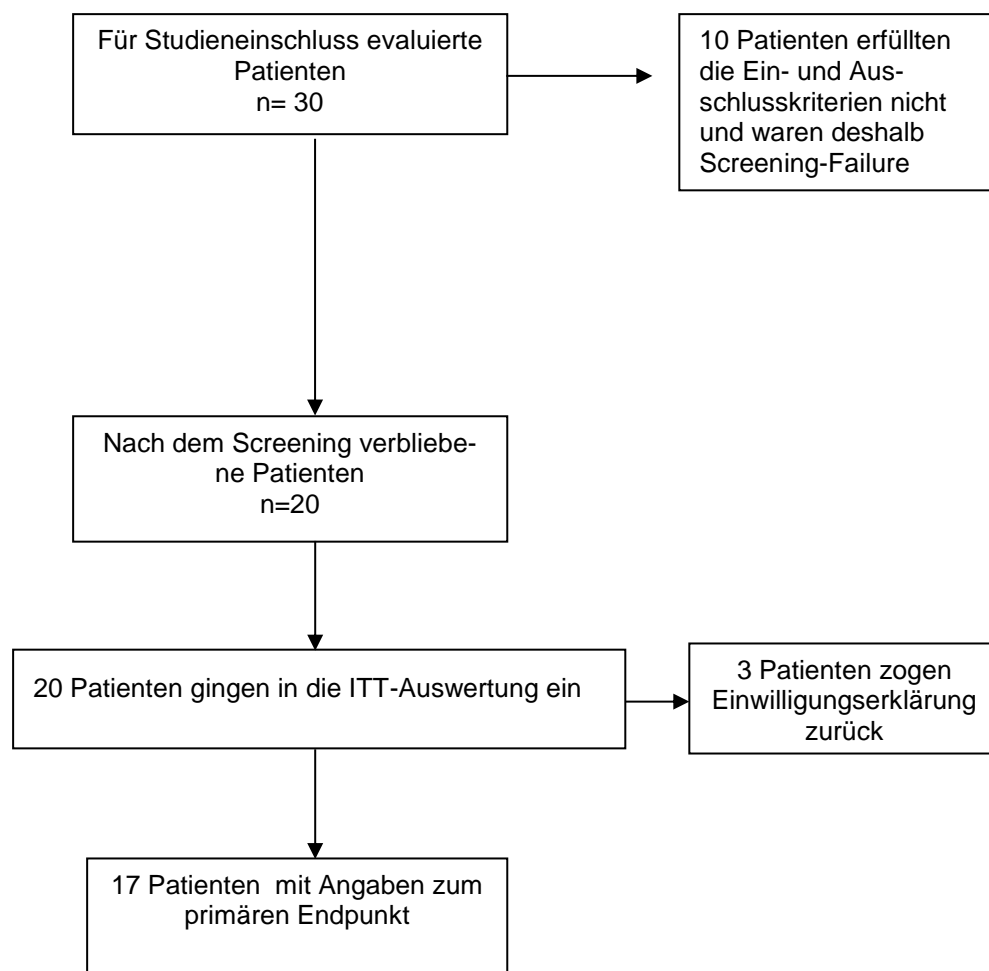 Für Studieneinschluss evaluierte
Patienten
n= 30
10 Patienten erfüllten
die Ein- und Aus-
schlusskriterien nicht
und waren deshalb
Screening-Failure
Nach dem Screening verbliebe-
ne Patienten
n=20
20 Patienten gingen in die ITT-Auswertung ein
3 Patienten zogen
Einwilligungserklärung
zurück
17 Patienten  mit Angaben zum
primären Endpunkt